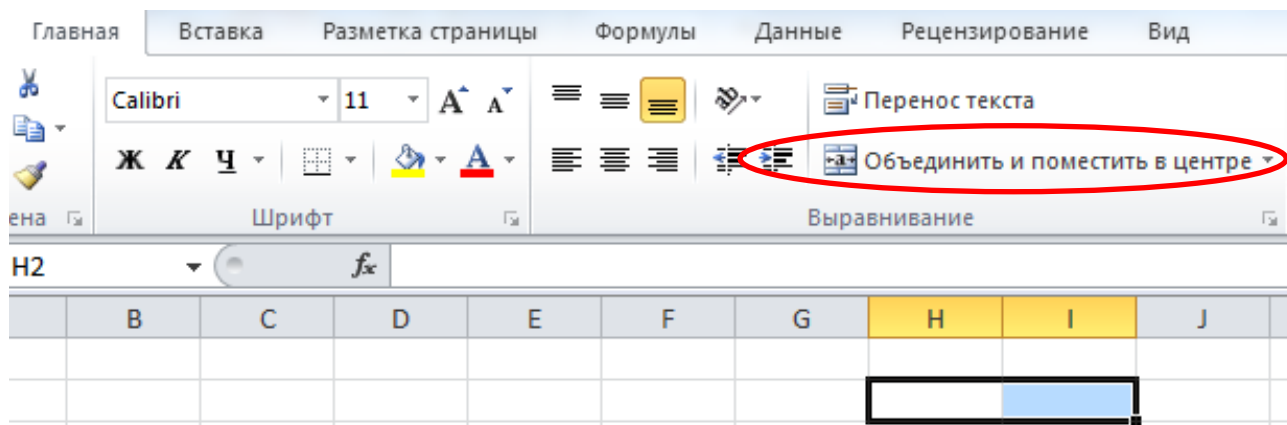 Главная Вставка Разметка страницы Формулы Данные Рецензирование Вид
Calibri 11 A A Перенос текста
Ж К Ч А Объединить и поместить в центре
ена Шрифт Выравнивание
H2 fx
B C D E F G H I J